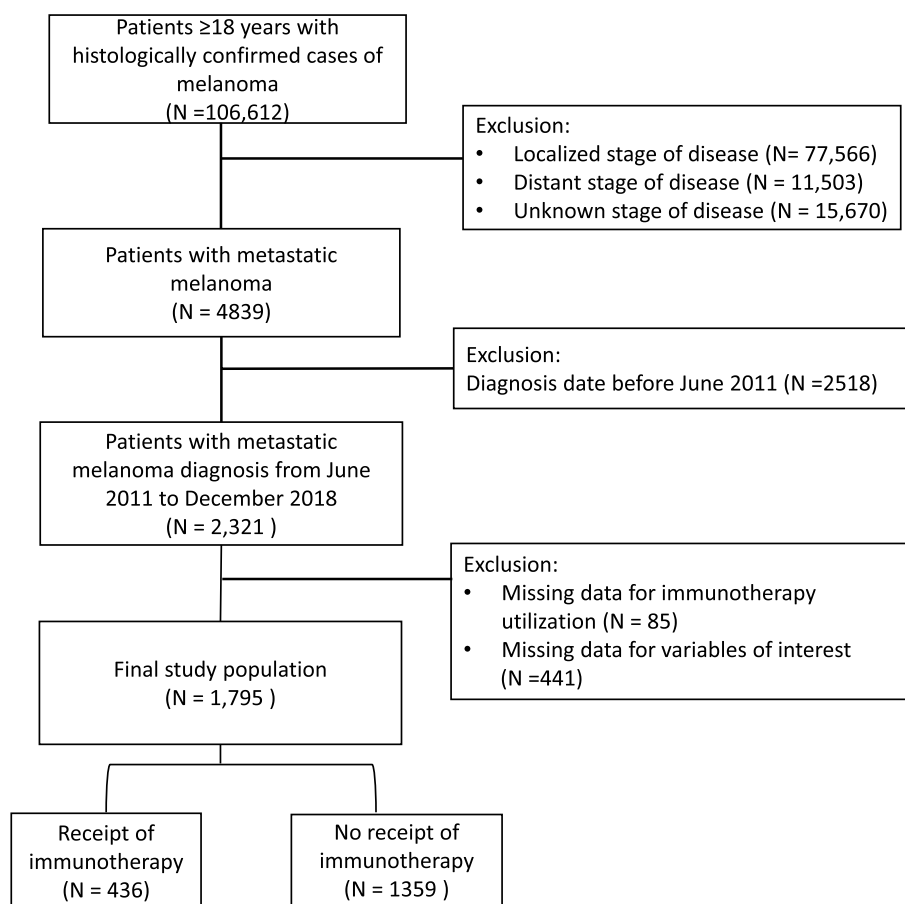 Patients ≥18 years with
histologically confirmed cases of
melanoma
(N =106,612)
Exclusion:
• Localized stage of disease (N= 77,566)
• Distant stage of disease (N = 11,503)
• Unknown stage of disease (N = 15,670)
Patients with metastatic
melanoma
(N = 4839)
Exclusion:
Diagnosis date before June 2011 (N =2518)
Patients with metastatic
melanoma diagnosis from June
2011 to December 2018
(N = 2,321 )
Exclusion:
• Missing data for immunotherapy
utilization (N = 85)
• Missing data for variables of interest
(N =441)
Final study population
(N = 1,795 )
Receipt of
immunotherapy
(N = 436)
No receipt of
immunotherapy
(N = 1359 )